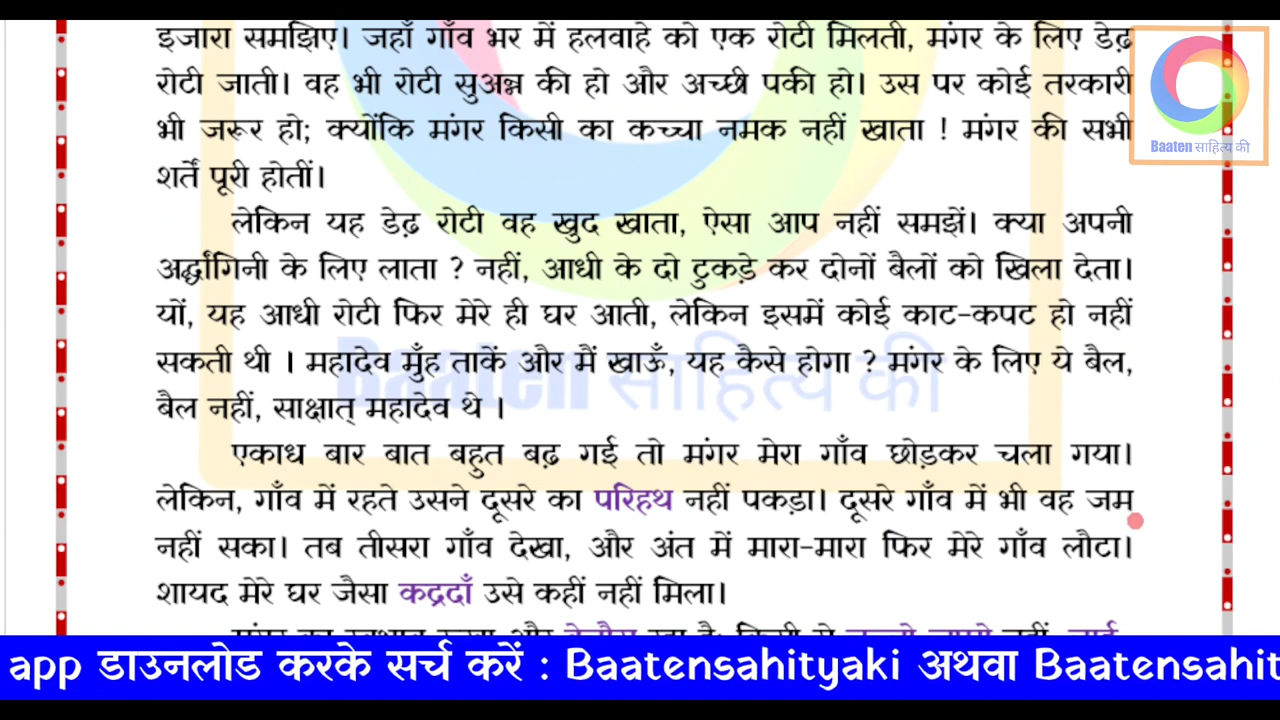 इजारा समझिए। जहाँ गाँव भर में हलवाहे को एक रोटी मिलती, मंगर के लिए डेढ़
रोटी जाती। वह भी रोटी सुअन्न की हो और अच्छी पकी हो। उस पर कोई तरकारी
भी जरूर हो; क्योंकि मंगर किसी का कच्चा नमक नहीं खाता ! मंगर की सभी
शर्तें पूरी होतीं।
लेकिन यह डेढ़ रोटी वह खुद खाता, ऐसा आप नहीं समझें। क्या अपनी
अर्द्धांगिनी के लिए लाता ? नहीं, आधी के दो टुकड़े कर दोनों बैलों को खिला देता।
यों, यह आधी रोटी फिर मेरे ही घर आती, लेकिन इसमें कोई काट-कपट हो नहीं
सकती थी । महादेव मुँह ताकें और मैं खाऊँ, यह कैसे होगा ? मंगर के लिए ये बैल,
बैल नहीं, साक्षात् महादेव थे ।
एकाध बार बात बहुत बढ़ गई तो मंगर मेरा गाँव छोड़कर चला गया।
लेकिन, गाँव में रहते उसने दूसरे का परिहथ नहीं पकड़ा। दूसरे गाँव में भी वह जम
नहीं सका। तब तीसरा गाँव देखा, और अंत में मारा-मारा फिर मेरे गाँव लौटा।
शायद मेरे घर जैसा कद्रदाँ उसे कहीं नहीं मिला।
Baaten साहित्य की
Baaten साहित्य की
app डाउनलोड करके सर्च करें : Baatensahityaki अथवा Baatensahit